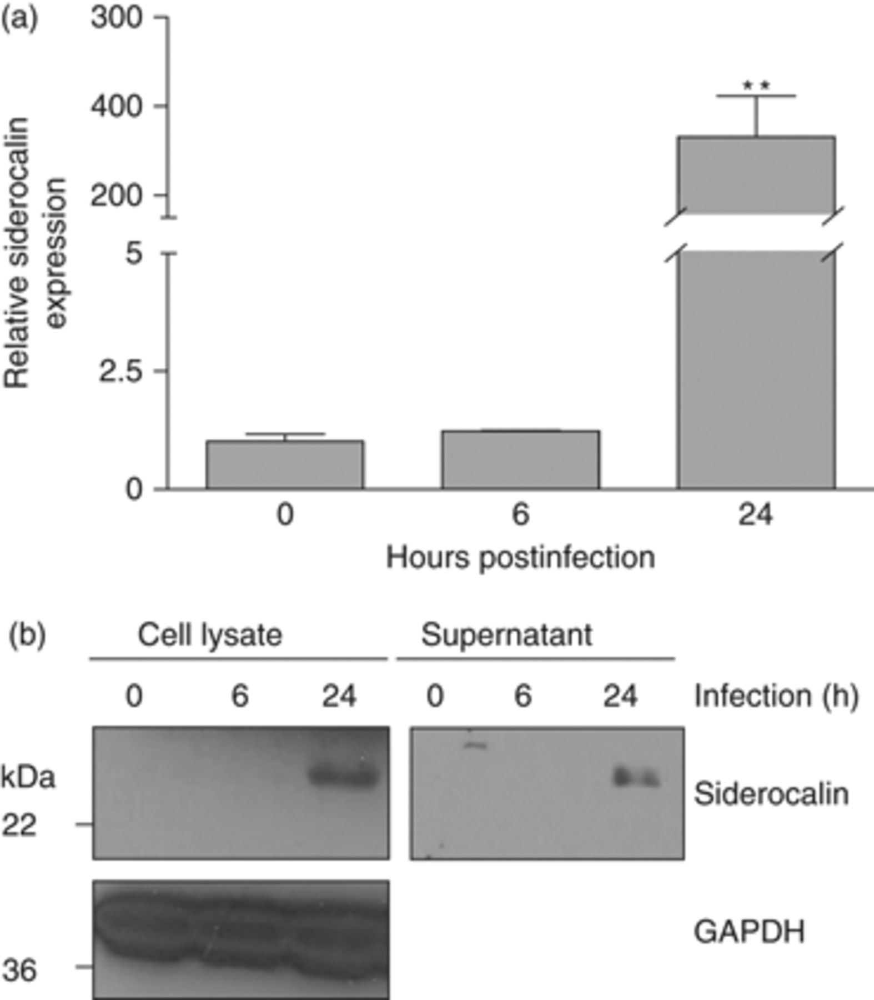 (a)
300
400
200
5
2.5
0
Relative siderocalin
expression
**
0 6 24
Hours postinfection
(b)
Cell lysate Supernatant
0 6 24 0 6 24 Infection (h)
kDa
22
Siderocalin
36
GAPDH